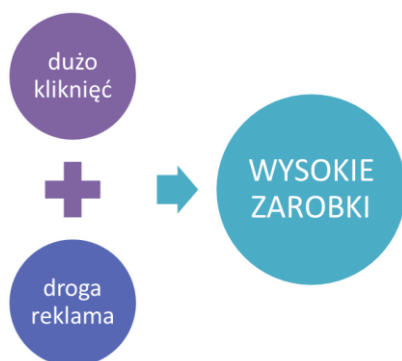 dużo
kliknięć
WYSOKIE
ZAROBKI
droga
reklama